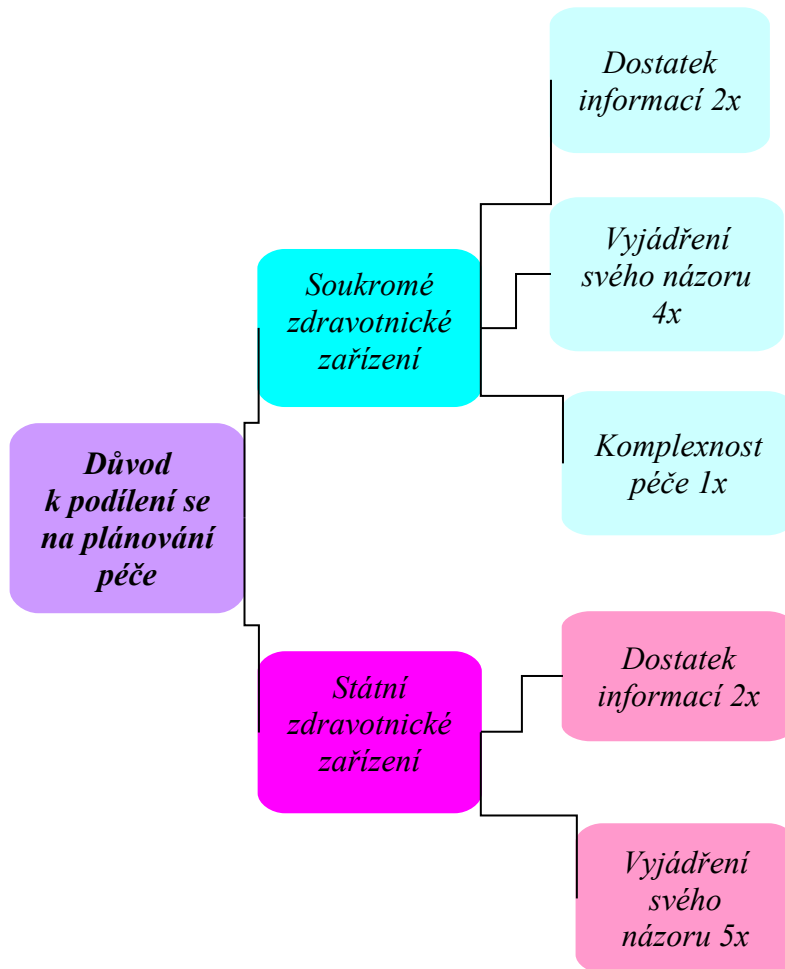 Důvod
k podílení se
na plánování
péče
Soukromé
zdravotnické
zařízení
Dostatek
informací 2x
Vyjádření
svého názoru
4x
Komplexnost
péče 1x
Státní
zdravotnické
zařízení
Dostatek
informací 2x
Vyjádření
svého
názoru 5x